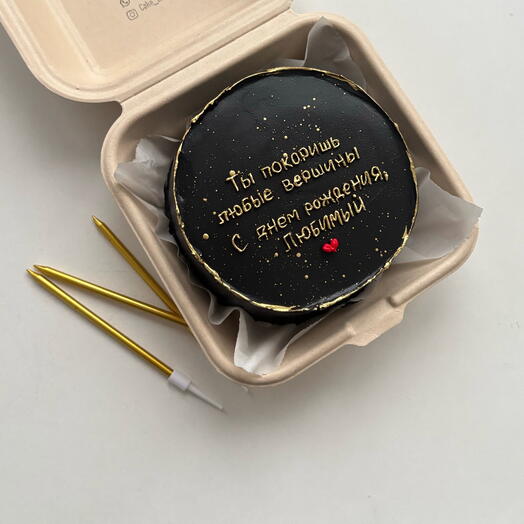 Ты покоришь
любые вершины
С днем рождения,
Любимый